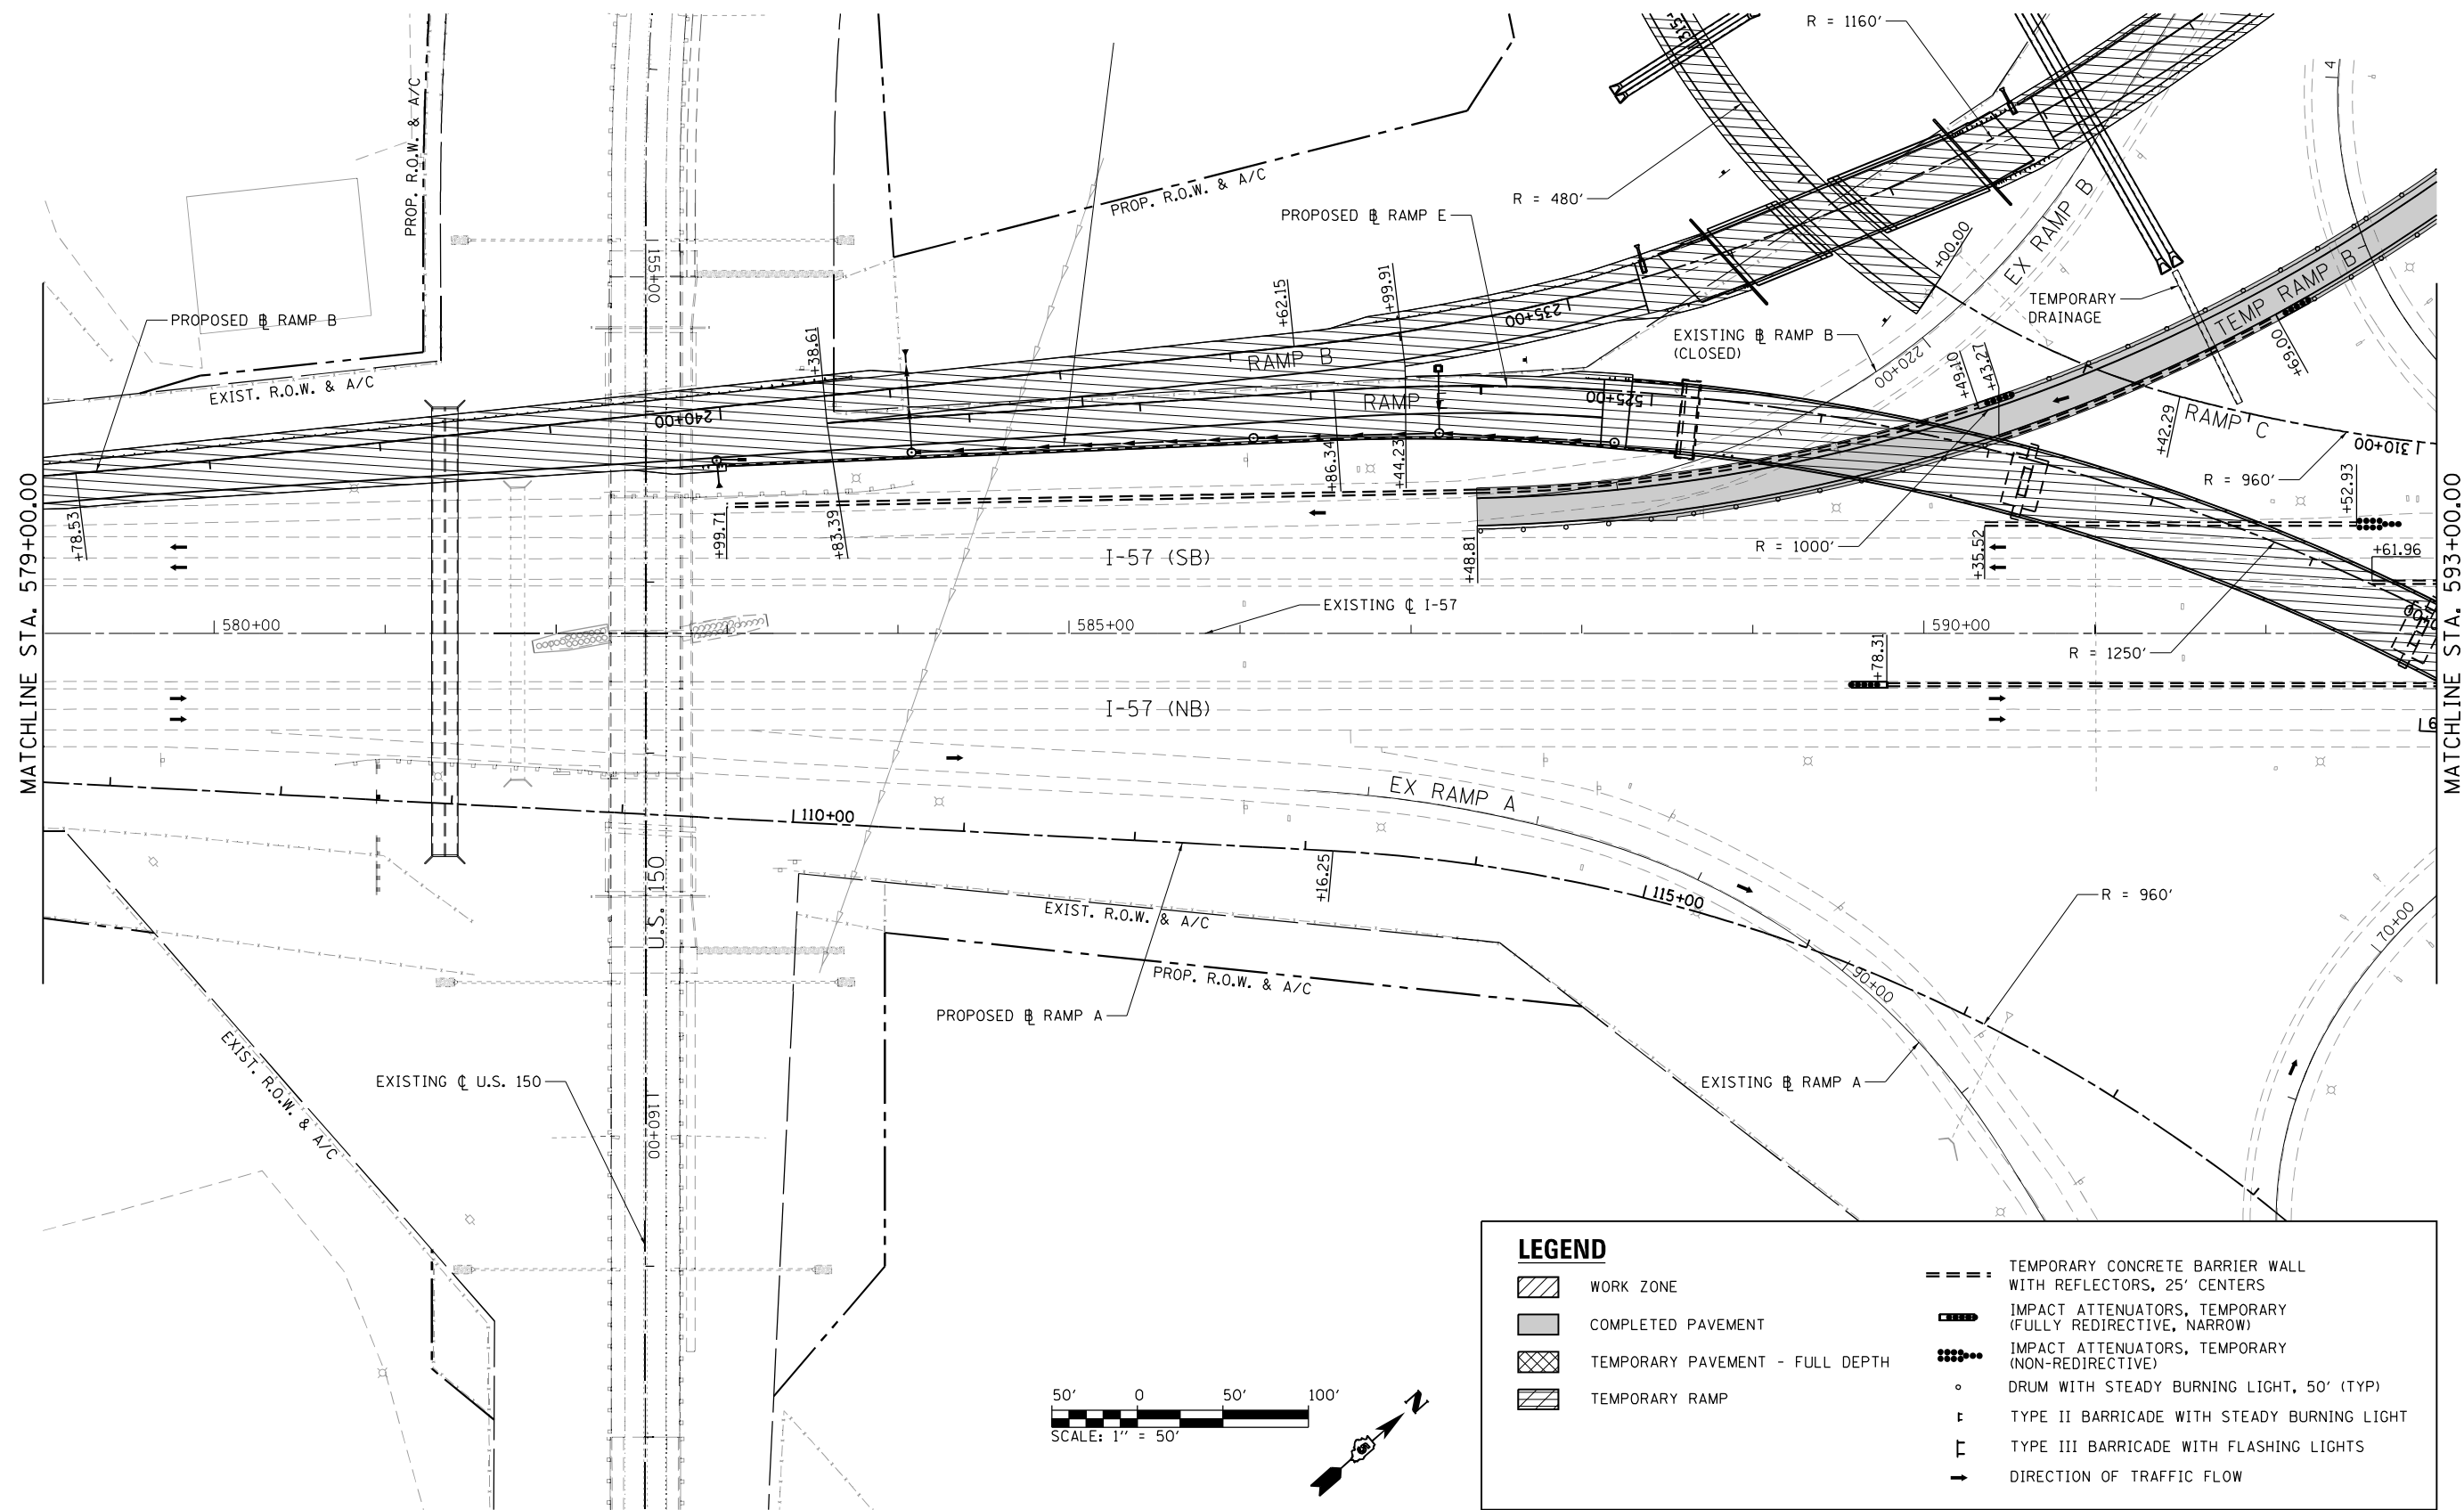 R = 1160'
315
4
PROP. R.O.W. & A/C
PROP. R.O.W. & A/C
R = 480'
PROPOSED ⅊ RAMP E
155+00
+00.00
EX RAMP B
TEMPORARY
DRAINAGE
TEMP RAMP B
+62.15
+99.91
235+00
PROPOSED ⅊ RAMP B
+38.61
RAMP B
EXISTING ⅊ RAMP B
(CLOSED)
220+00
+49.10
+43.27
+69.00
EXIST. R.O.W. & A/C
RAMP E
525+00
240+00
+42.29
RAMP C
310+00
R = 960'
+52.93
+86.34
+44.23
MATCHLINE STA. 579+00.00
+78.53
+99.71
+83.39
I-57 (SB)
+48.81
R = 1000'
+35.52
+61.96
MATCHLINE STA. 593+00.00
EXISTING ℄ I-57
580+00
585+00
590+00
+78.31
R = 1250'
I-57 (NB)
6
EX RAMP A
110+00
U.S. 150
+16.25
115+00
R = 960'
EXIST. R.O.W. & A/C
70+00
PROP. R.O.W. & A/C
90+00
PROPOSED ⅊ RAMP A
EXIST. R.O.W. & A/C
EXISTING ℄ U.S. 150
160+00
EXISTING ⅊ RAMP A
LEGEND
WORK ZONE
COMPLETED PAVEMENT
TEMPORARY PAVEMENT - FULL DEPTH
TEMPORARY RAMP
TEMPORARY CONCRETE BARRIER WALL
WITH REFLECTORS, 25' CENTERS
IMPACT ATTENUATORS, TEMPORARY
(FULLY REDIRECTIVE, NARROW)
IMPACT ATTENUATORS, TEMPORARY
(NON-REDIRECTIVE)
DRUM WITH STEADY BURNING LIGHT, 50' (TYP)
TYPE II BARRICADE WITH STEADY BURNING LIGHT
TYPE III BARRICADE WITH FLASHING LIGHTS
DIRECTION OF TRAFFIC FLOW
50' 0 50' 100'
SCALE: 1'' = 50'
N